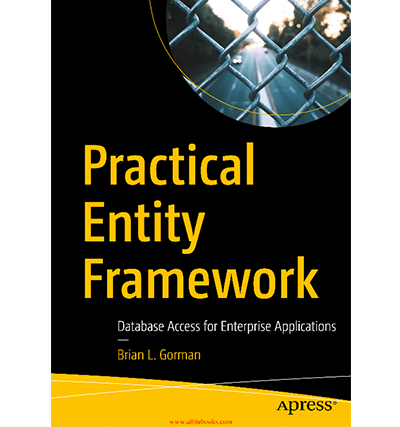 Practical
Entity
Framework
Database Access for Enterprise Applications
Brian L. Gorman
Apress®
www.allitebooks.com